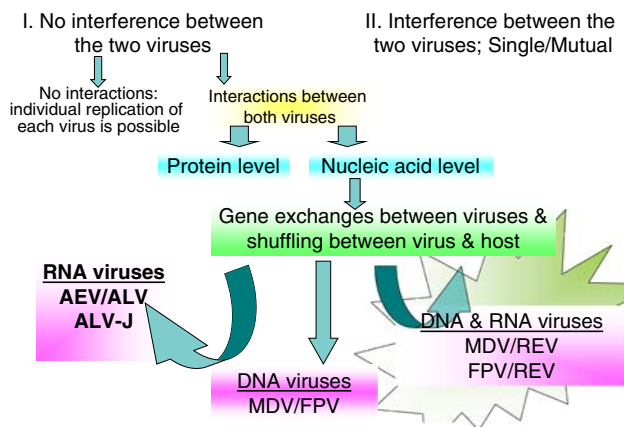 I. No interference between
the two viruses
II. Interference between the
two viruses; Single/Mutual
No interactions:
individual replication of
each virus is possible
Interactions between
both viruses
Protein level
Nucleic acid level
Gene exchanges between viruses &
shuffling between virus & host
RNA viruses
AEV/ALV
ALV-J
DNA viruses
MDV/FPV
DNA & RNA viruses
MDV/REV
FPV/REV